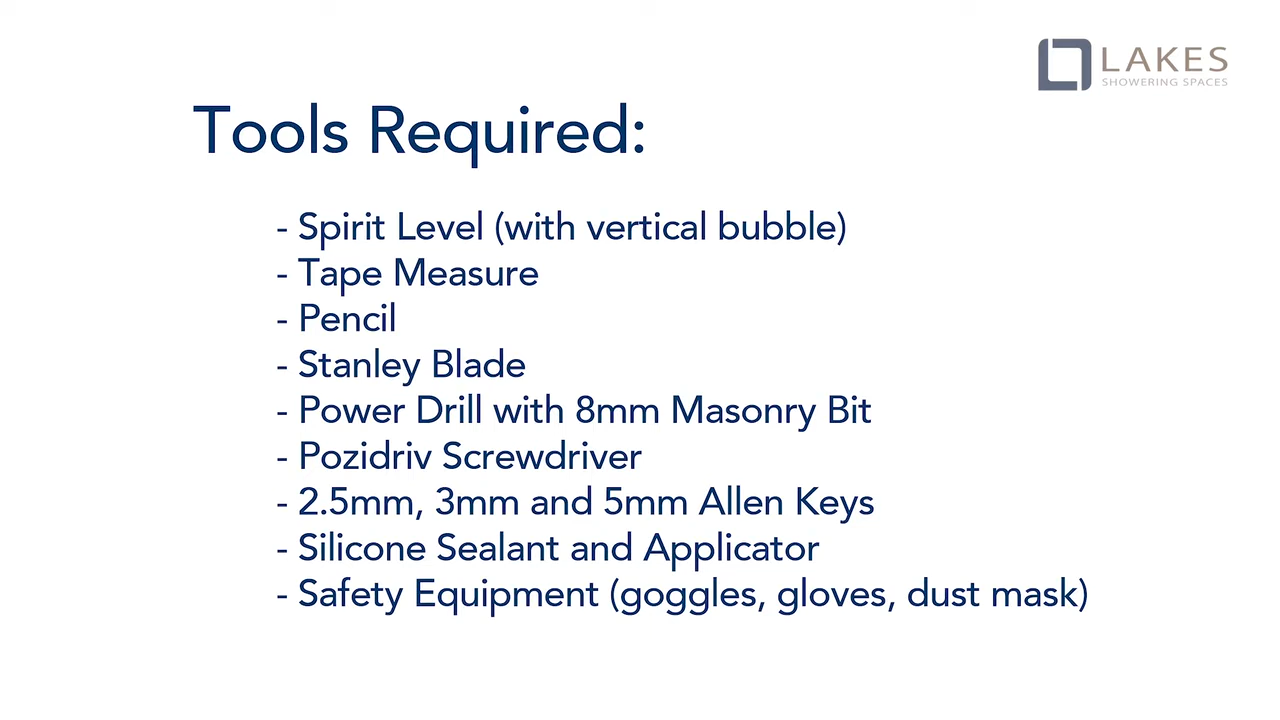 LAKES
SHOWERING SPACES
Tools Required:
- Spirit Level (with vertical bubble)
- Tape Measure
- Pencil
- Stanley Blade
- Power Drill with 8mm Masonry Bit
- Pozidriv Screwdriver
- 2.5mm, 3mm and 5mm Allen Keys
- Silicone Sealant and Applicator
- Safety Equipment (goggles, gloves, dust mask)